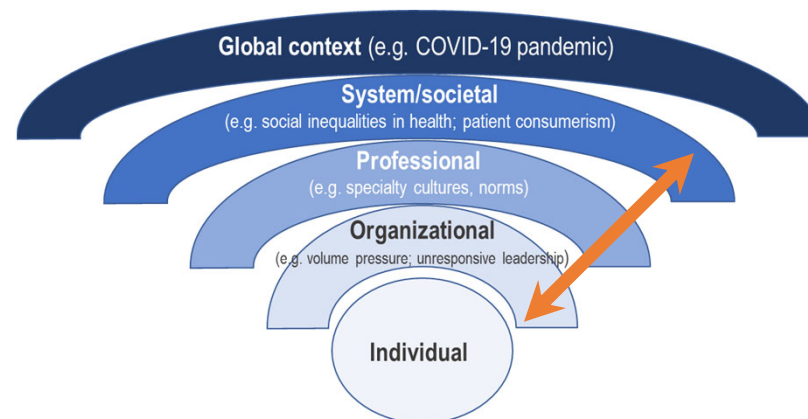 Global context (e.g. COVID-19 pandemic)
System/societal
(e.g. social inequalities in health; patient consumerism)
Professional
(e.g. specialty cultures, norms)
Organizational
(e.g. volume pressure; unresponsive leadership)
Individual